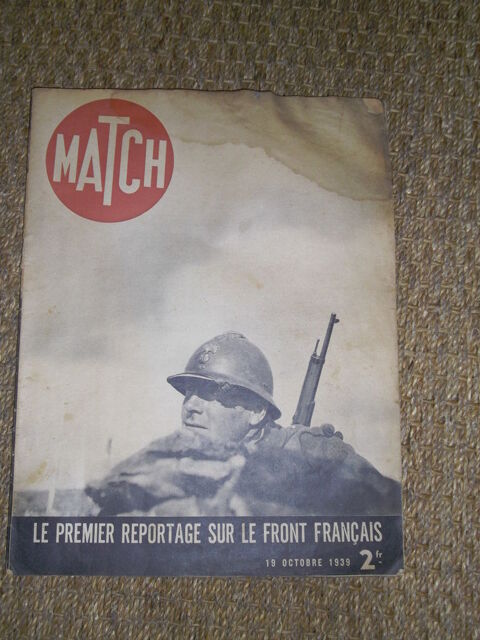 MATCH
LE PREMIER REPORTAGE SUR LE FRONT FRANÇAIS
19 OCTOBRE 1939 2fr